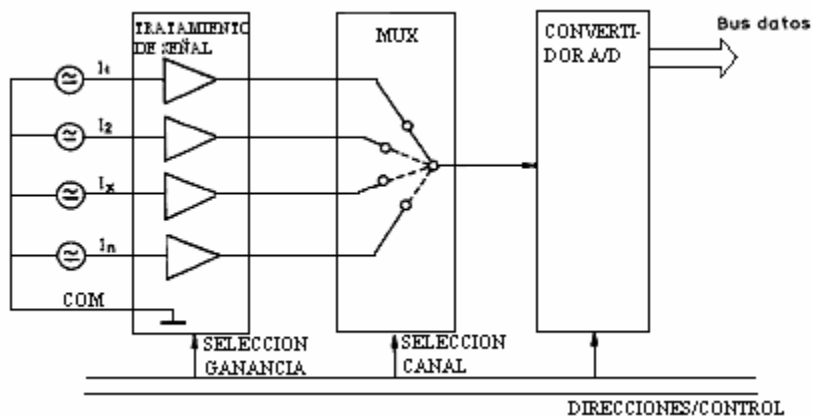 TRATAMIENTO
DE SEÑAL
MUX
CONVERTI-
DOR A/D
Bus datos
I₁
I₂
Iₓ
Iₙ
COM
SELECCION
GANANCIA
SELECCION
CANAL
DIRECCIONES/CONTROL